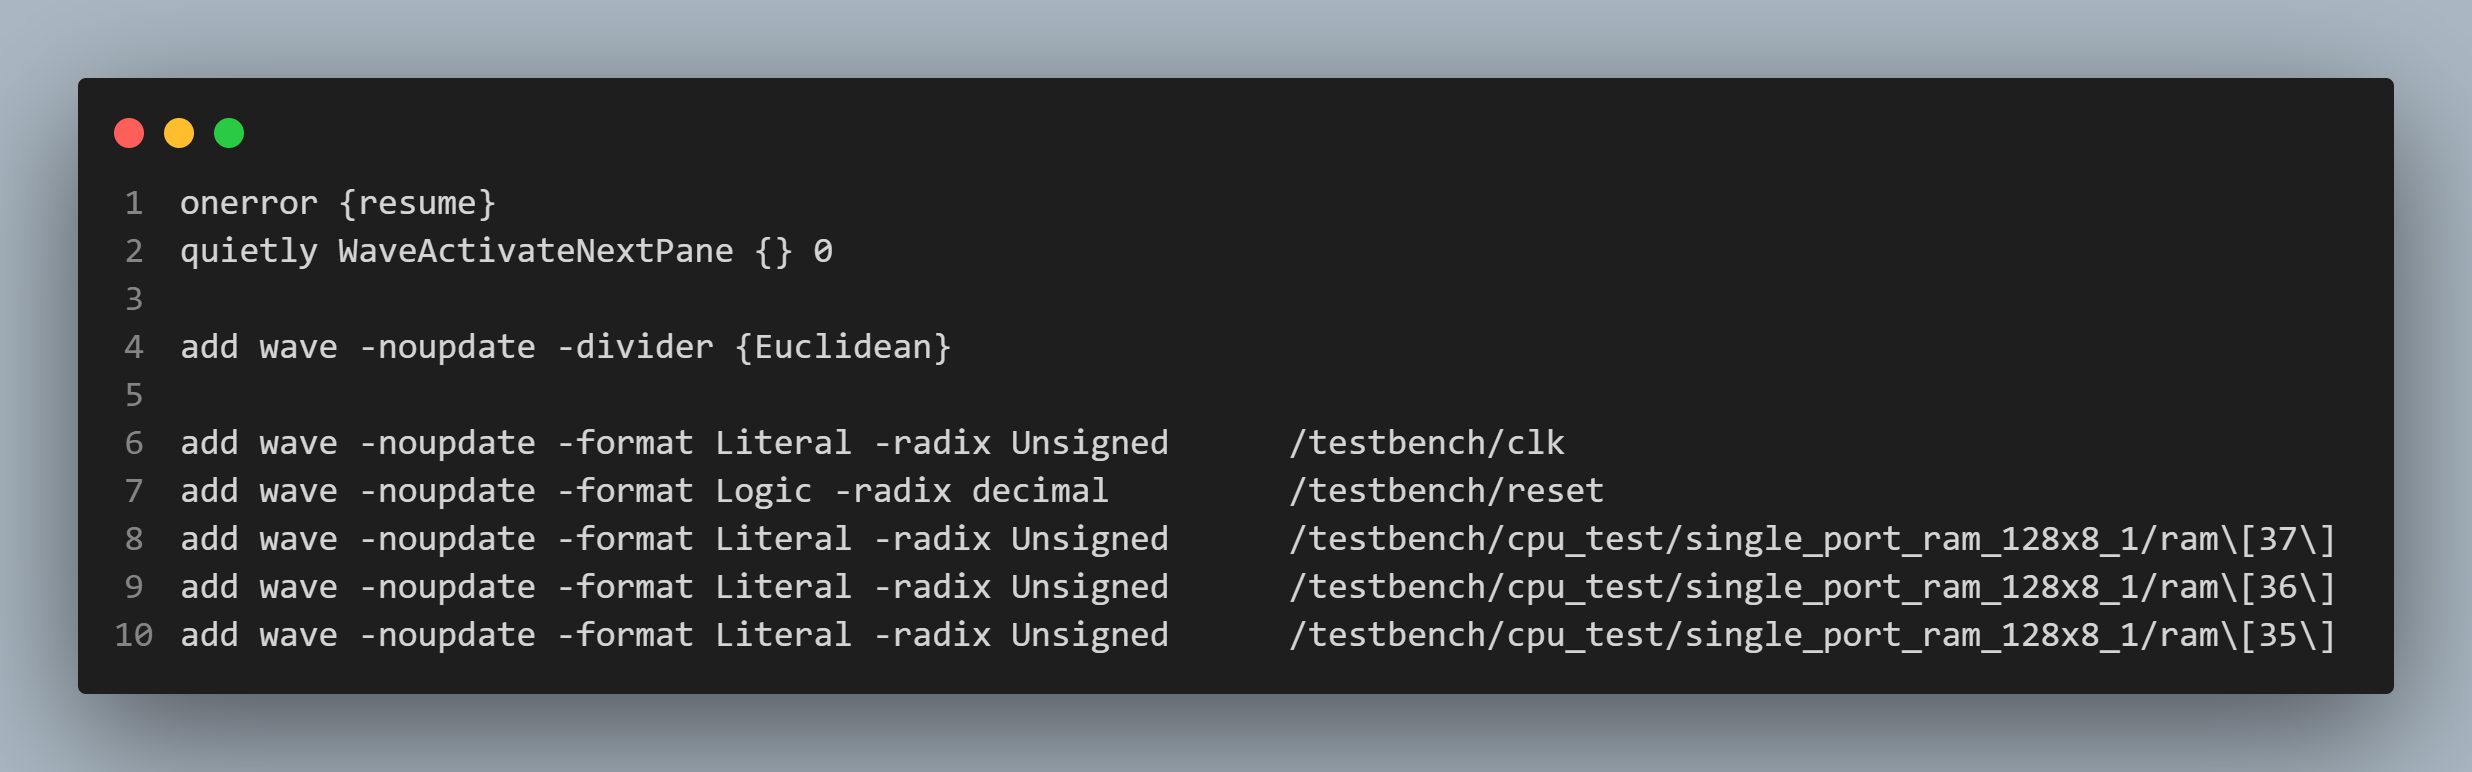 1 onerror {resume}
2 quietly WaveActivateNextPane {} 0
3
4 add wave -noupdate -divider {Euclidean}
5
6 add wave -noupdate -format Literal -radix Unsigned      /testbench/clk
7 add wave -noupdate -format Logic -radix decimal         /testbench/reset
8 add wave -noupdate -format Literal -radix Unsigned      /testbench/cpu_test/single_port_ram_128x8_1/ram\[37\]
9 add wave -noupdate -format Literal -radix Unsigned      /testbench/cpu_test/single_port_ram_128x8_1/ram\[36\]
10 add wave -noupdate -format Literal -radix Unsigned      /testbench/cpu_test/single_port_ram_128x8_1/ram\[35\]